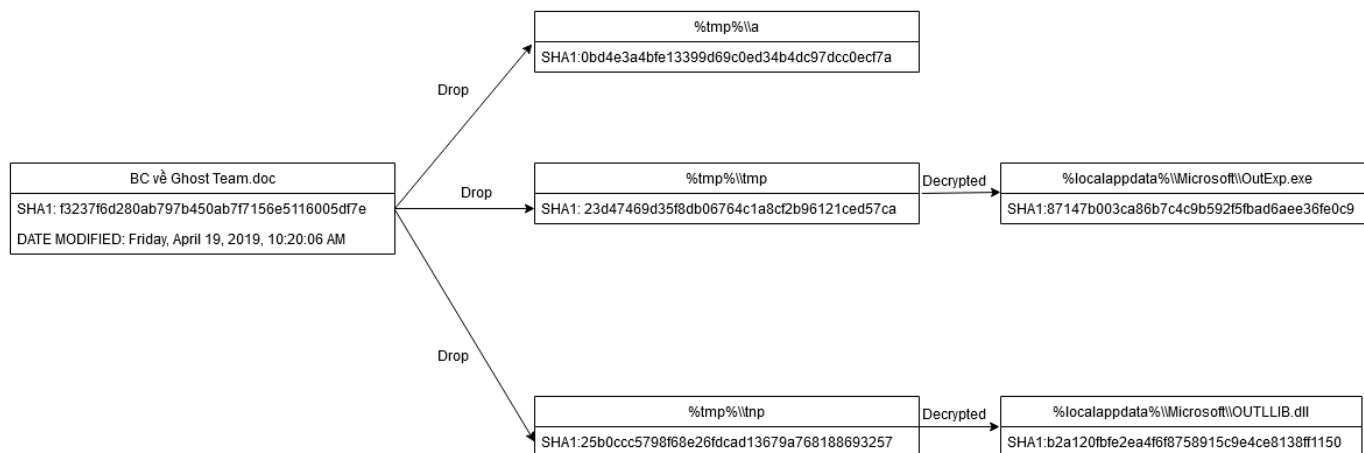 %tmp%\\a
SHA1:0bd4e3a4bfe13399d69c0ed34b4dc97dcc0ecf7a
Drop
BC về Ghost Team.doc
SHA1: f3237f6d280ab797b450ab7f7156e5116005df7e
DATE MODIFIED: Friday, April 19, 2019, 10:20:06 AM
Drop
%tmp%\\tmp
SHA1: 23d47469d35f8db06764c1a8cf2b96121ced57ca
Decrypted
%localappdata%\\Microsoft\\OutExp.exe
SHA1:87147b003ca86b7c4c9b592f5fbad6aee36fe0c9
Drop
%tmp%\\tnp
SHA1:25b0ccc5798f68e26fdcad13679a768188693257
Decrypted
%localappdata%\\Microsoft\\OUTLLIB.dll
SHA1:b2a120fbfe2ea4f6f8758915c9e4ce8138ff1150